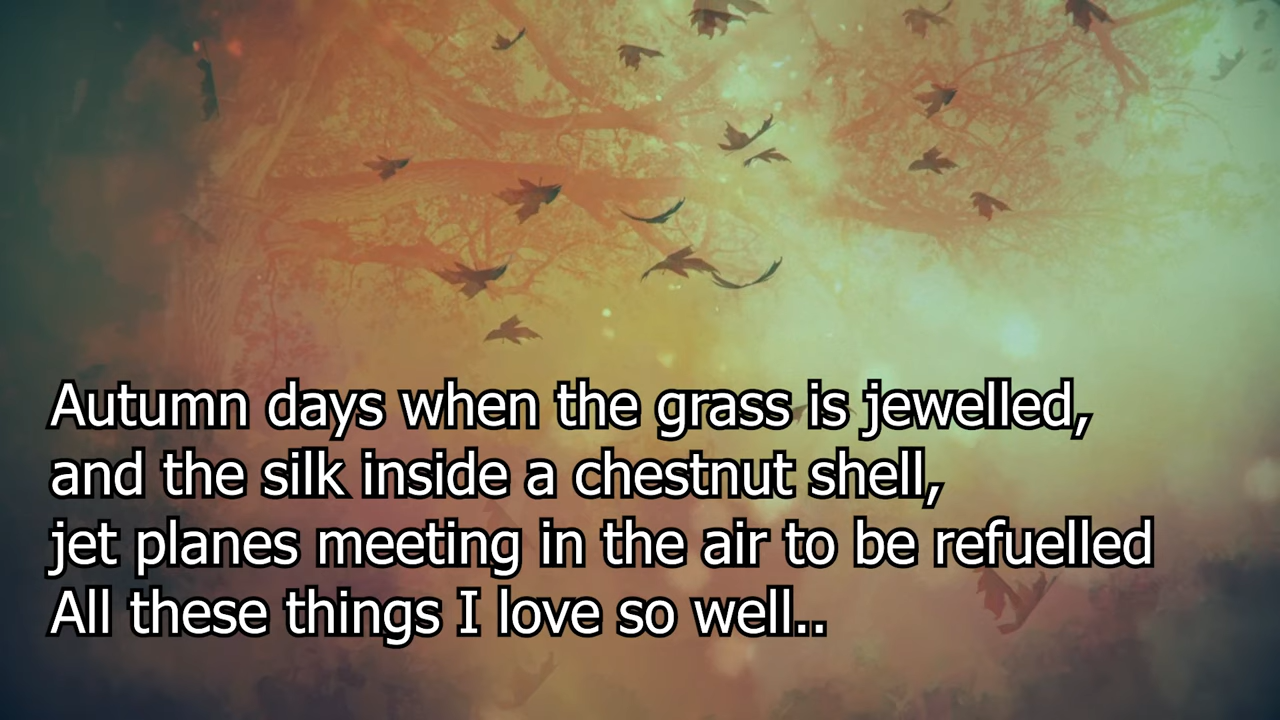 Autumn days when the grass is jewelled,
and the silk inside a chestnut shell,
jet planes meeting in the air to be refuelled
All these things I love so well..